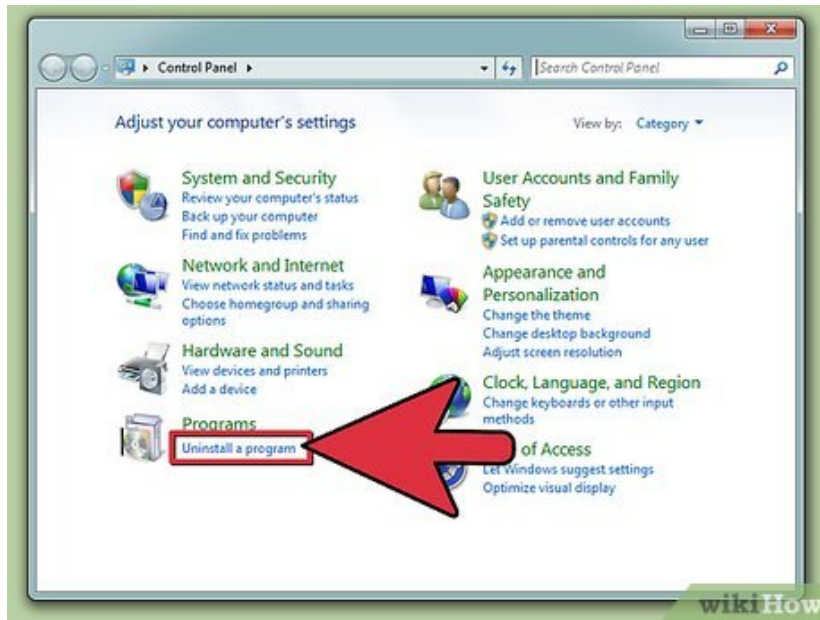 Control Panel
Search Control Panel
Adjust your computer's settings
View by: Category
System and Security
Review your computer's status
Back up your computer
Find and fix problems
Network and Internet
View network status and tasks
Choose homegroup and sharing
options
Hardware and Sound
View devices and printers
Add a device
Programs
Uninstall a program
User Accounts and Family
Safety
Add or remove user accounts
Set up parental controls for any user
Appearance and
Personalization
Change the theme
Change desktop background
Adjust screen resolution
Clock, Language, and Region
Change keyboards or other input
methods
of Access
Let Windows suggest settings
Optimize visual display
wikiHow